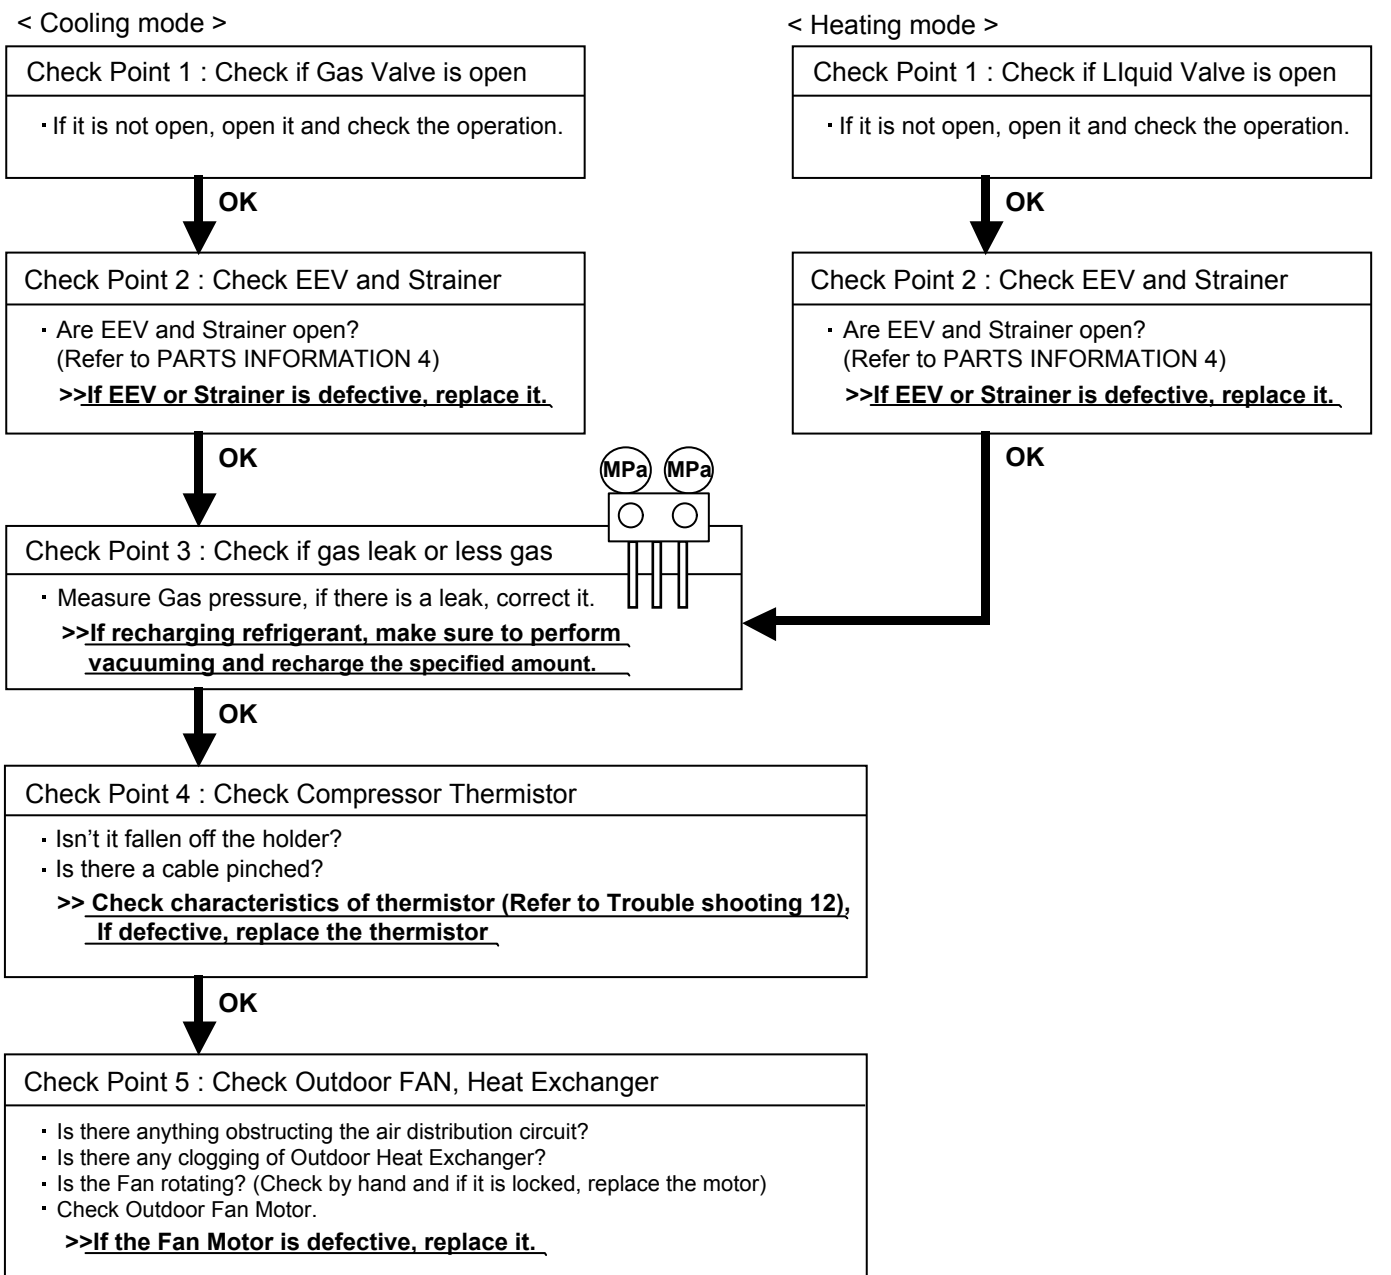 < Cooling mode >
Check Point 1 : Check if Gas Valve is open
· If it is not open, open it and check the operation.
OK
Check Point 2 : Check EEV and Strainer
· Are EEV and Strainer open?
(Refer to PARTS INFORMATION 4)
>>If EEV or Strainer is defective, replace it.
OK
< Heating mode >
Check Point 1 : Check if LIquid Valve is open
· If it is not open, open it and check the operation.
OK
Check Point 2 : Check EEV and Strainer
· Are EEV and Strainer open?
(Refer to PARTS INFORMATION 4)
>>If EEV or Strainer is defective, replace it.
OK
MPa MPa
Check Point 3 : Check if gas leak or less gas
· Measure Gas pressure, if there is a leak, correct it.
>>If recharging refrigerant, make sure to perform
vacuuming and recharge the specified amount.
OK
Check Point 4 : Check Compressor Thermistor
· Isn't it fallen off the holder?
· Is there a cable pinched?
>> Check characteristics of thermistor (Refer to Trouble shooting 12),
If defective, replace the thermistor
OK
Check Point 5 : Check Outdoor FAN, Heat Exchanger
· Is there anything obstructing the air distribution circuit?
· Is there any clogging of Outdoor Heat Exchanger?
· Is the Fan rotating? (Check by hand and if it is locked, replace the motor)
· Check Outdoor Fan Motor.
>>If the Fan Motor is defective, replace it.